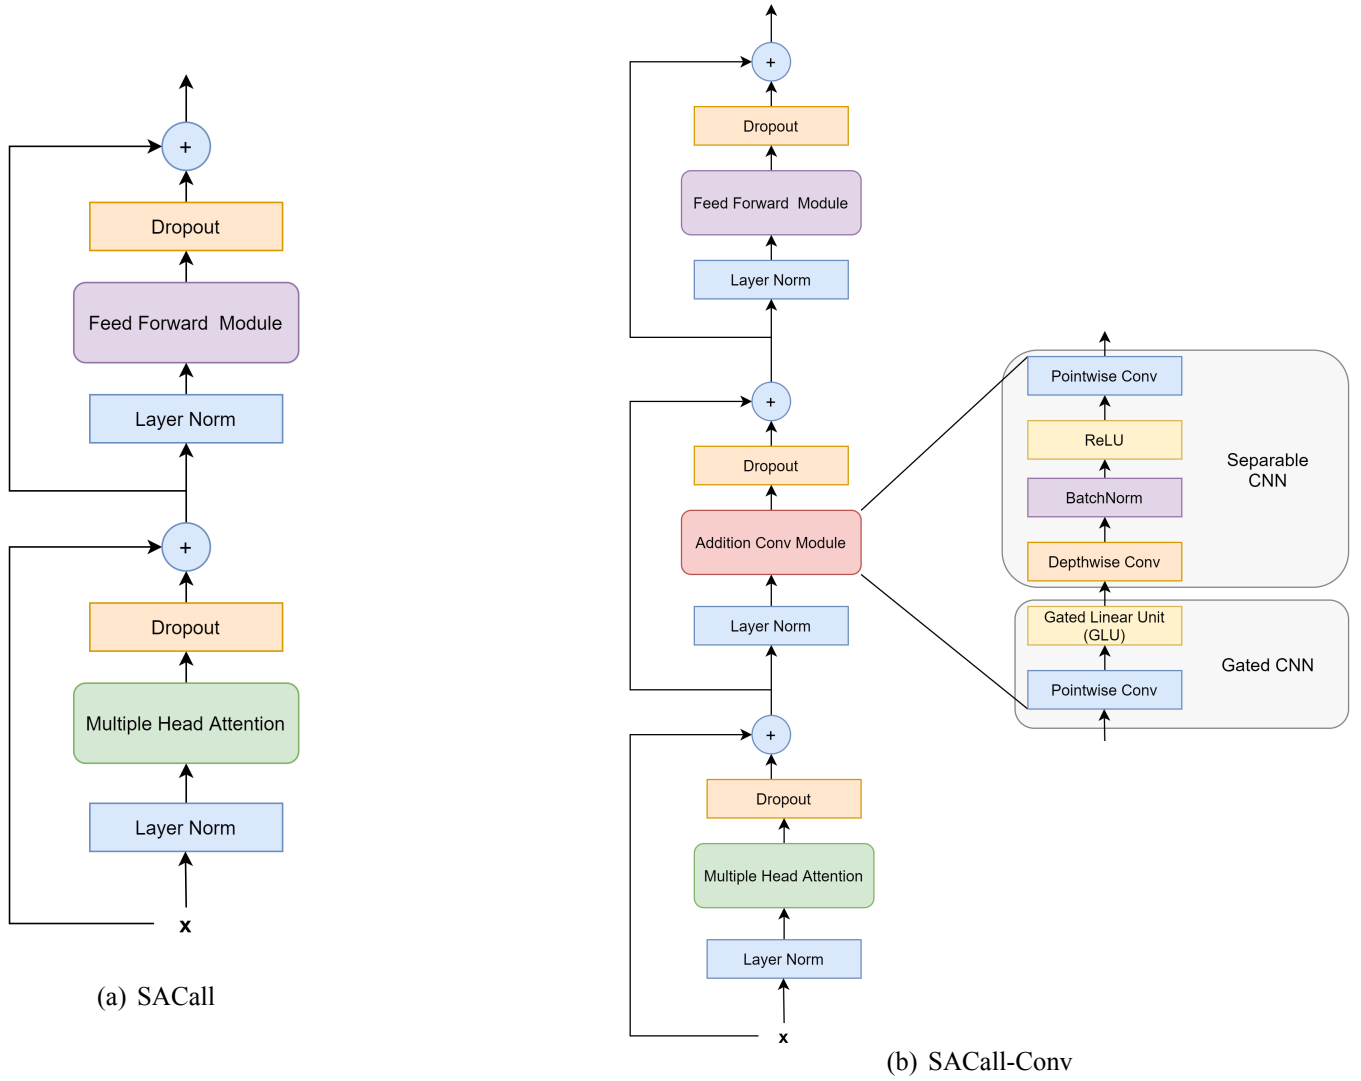 +
Dropout
Feed Forward  Module
Layer Norm
+
Dropout
Multiple Head Attention
Layer Norm
x
(a) SACall
+
Dropout
Feed Forward  Module
Layer Norm
+
Dropout
Addition Conv Module
Layer Norm
+
Dropout
Multiple Head Attention
Layer Norm
x
Pointwise Conv
ReLU
BatchNorm
Depthwise Conv
Separable
CNN
Gated Linear Unit
(GLU)
Pointwise Conv
Gated CNN
(b) SACall-Conv